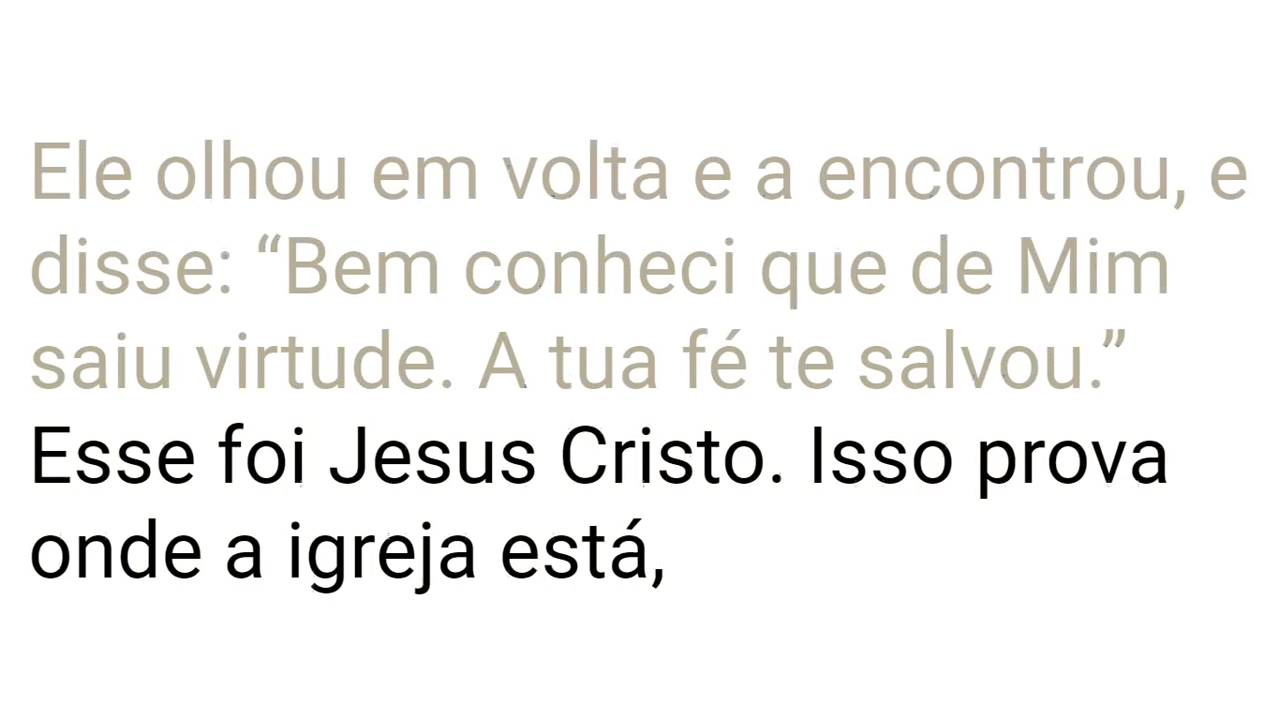 Ele olhou em volta e a encontrou, e
disse: “Bem conheci que de Mim
saiu virtude. A tua fé te salvou.”
Esse foi Jesus Cristo. Isso prova
onde a igreja está,